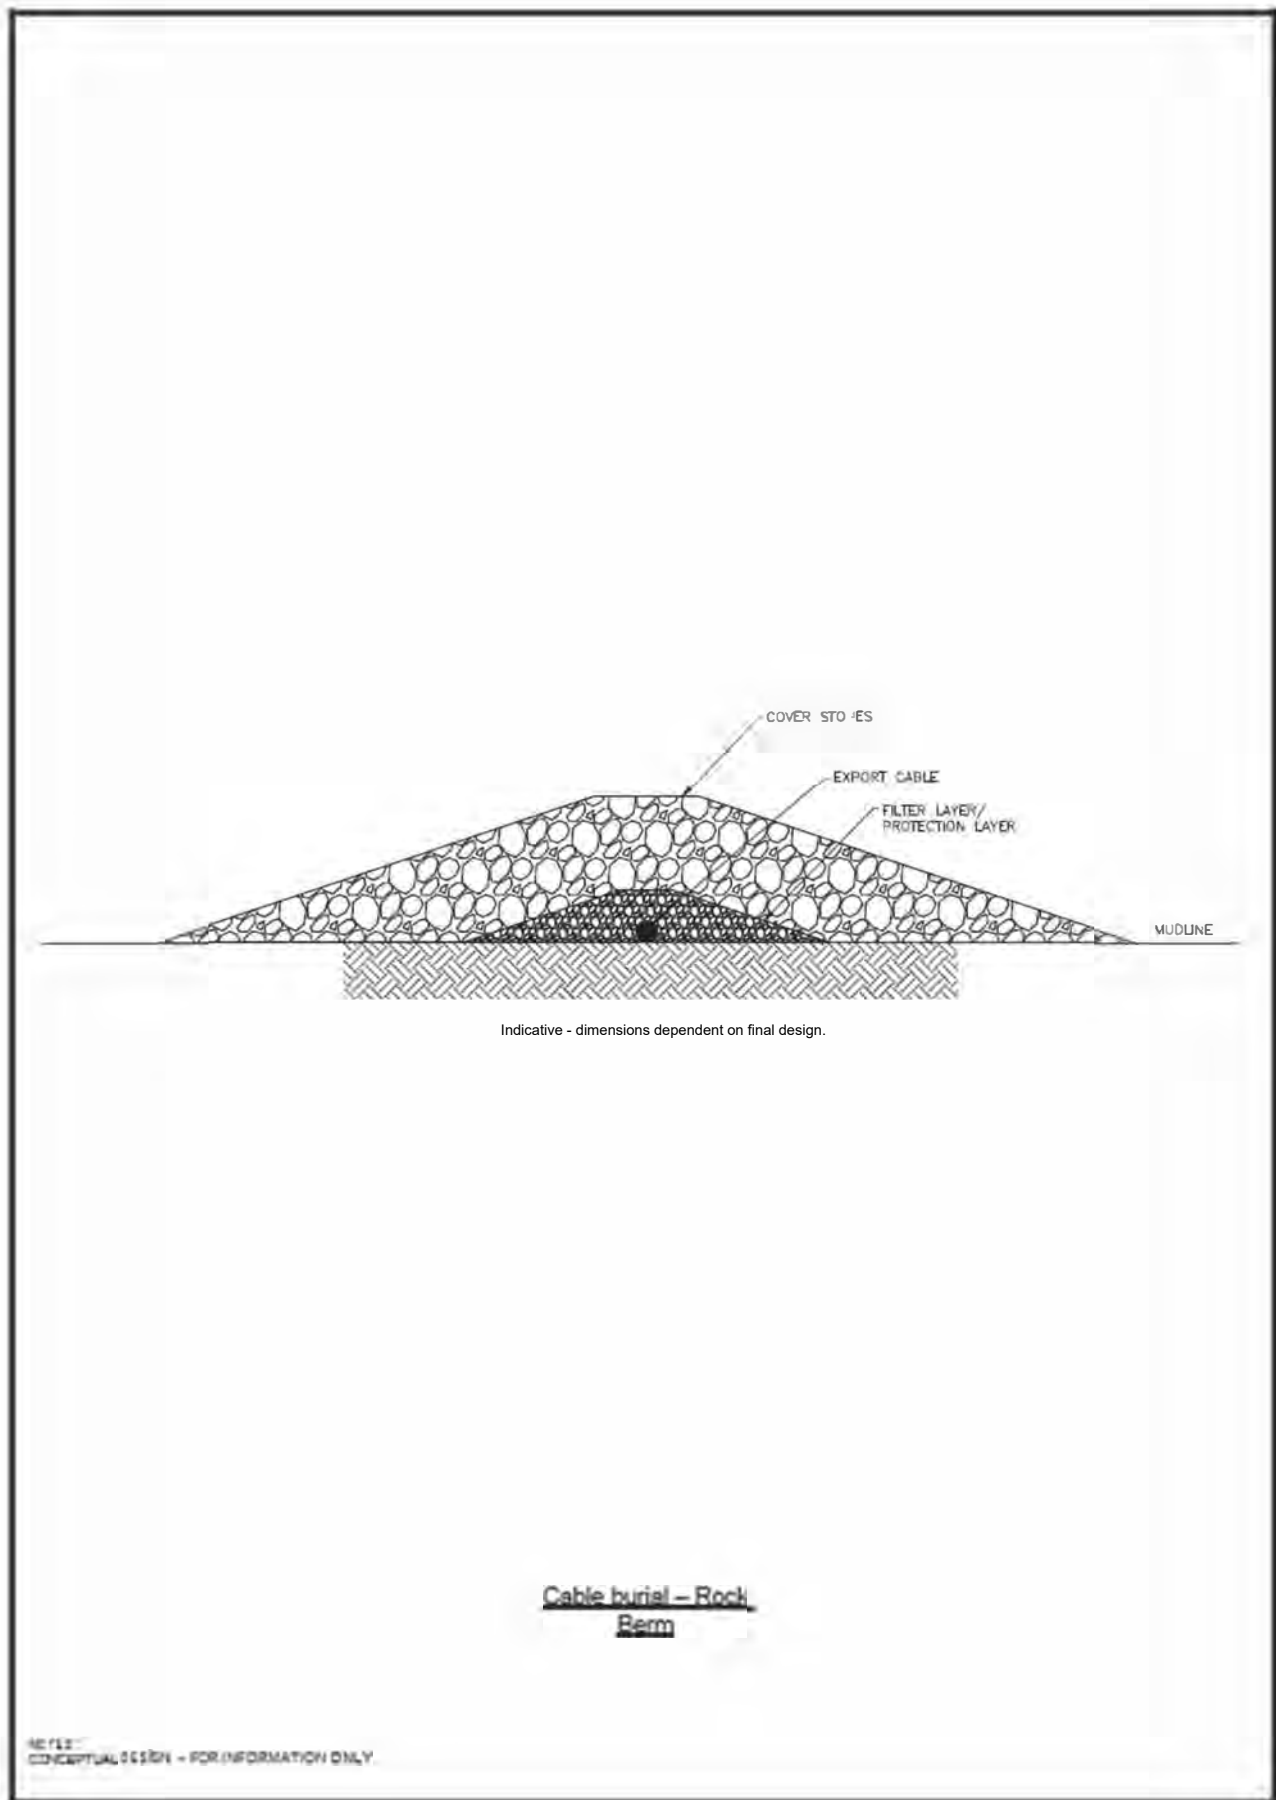 COVER STO ES
EXPORT CABLE
FILTER LAYER/
PROTECTION LAYER
MUDLINE
Indicative - dimensions dependent on final design.
Cable burial – Rock
Berm
NOTES:
CONCEPTUAL DESIGN – FOR INFORMATION ONLY